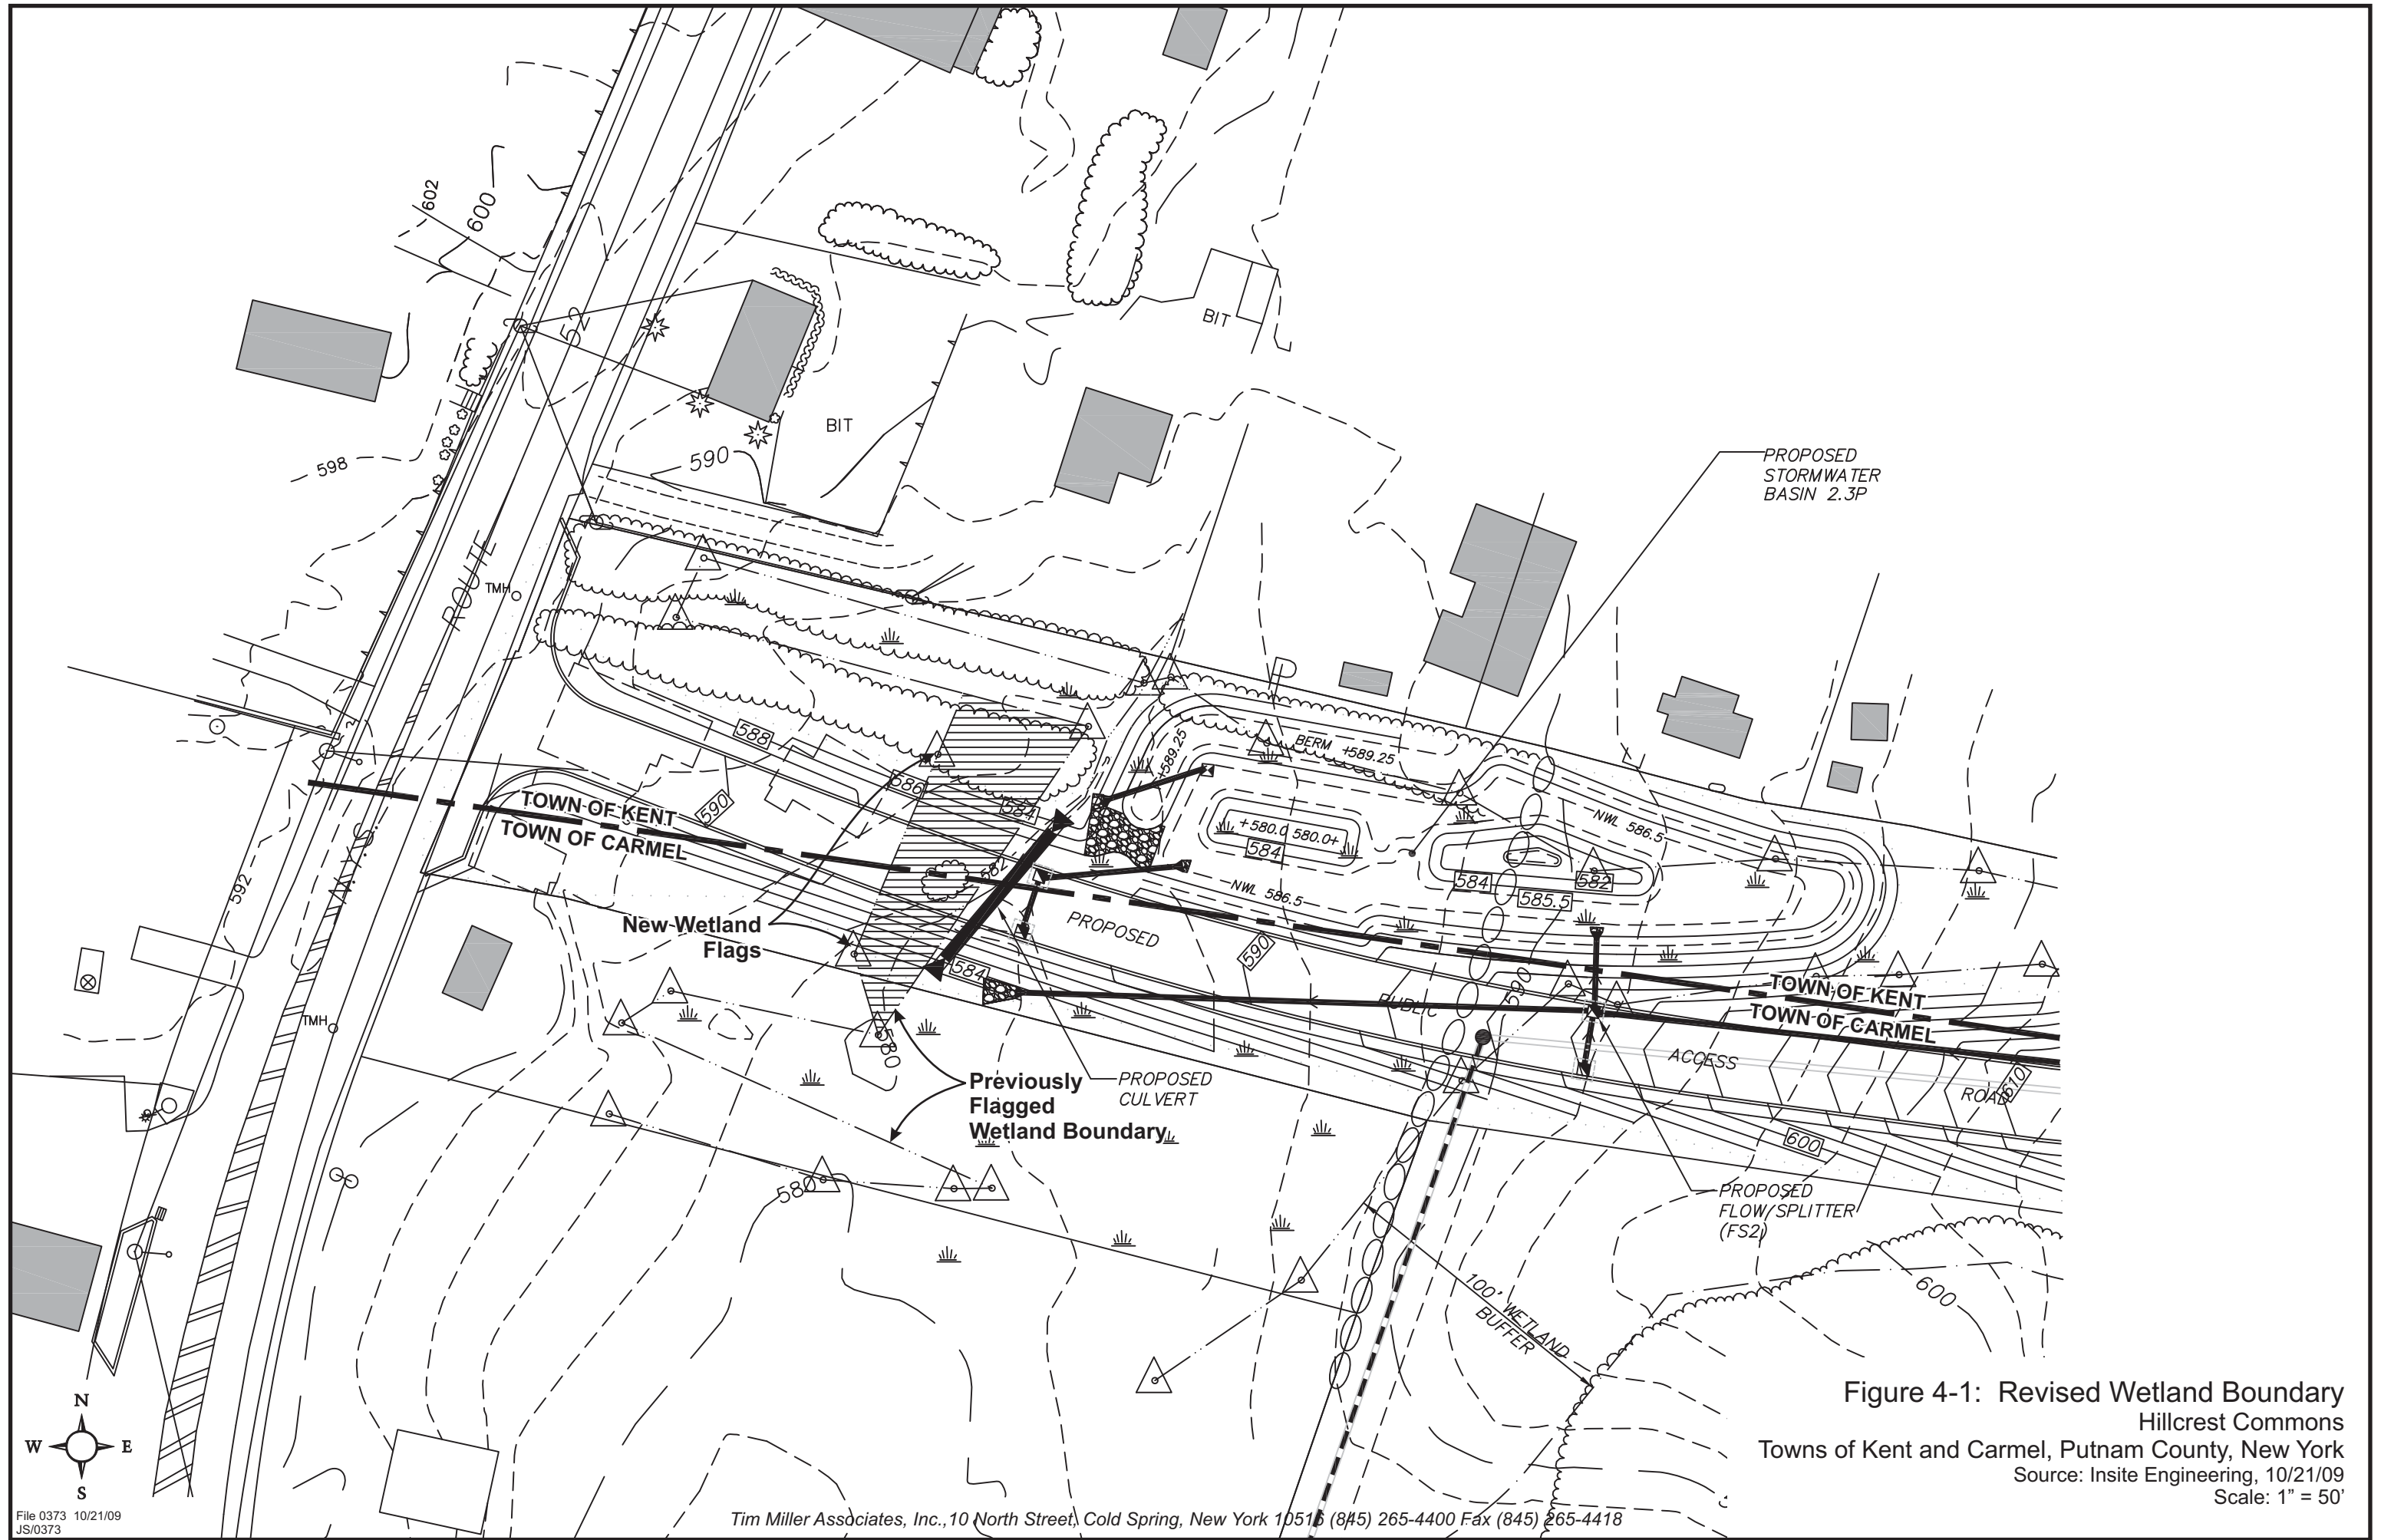 602
600
52
BIT
598
590
BIT
PROPOSED
STORMWATER
BASIN 2.3P
ROUTE
TMH
P
588
BERM +589.25
+589.25
586
584
590
NWL 586.5
TOWN OF KENT
TOWN OF CARMEL
+580.0 580.0+
584
582
584
582
585.5
NWL 586.5
592
N.Y.S.
New Wetland
Flags
PROPOSED
590
584
590
TOWN OF KENT
TOWN OF CARMEL
PUBLIC
TMH
580
ACCESS
ROAD
610
Previously
Flagged
Wetland Boundary
PROPOSED
CULVERT
600
580
PROPOSED
FLOW SPLITTER
(FS2)
100' WETLAND
BUFFER
600
N
W E
S
Figure 4-1: Revised Wetland Boundary
Hillcrest Commons
Towns of Kent and Carmel, Putnam County, New York
Source: Insite Engineering, 10/21/09
Scale: 1" = 50'
File 0373 10/21/09
JS/0373
Tim Miller Associates, Inc.,10 North Street, Cold Spring, New York 10516 (845) 265-4400 Fax (845) 265-4418